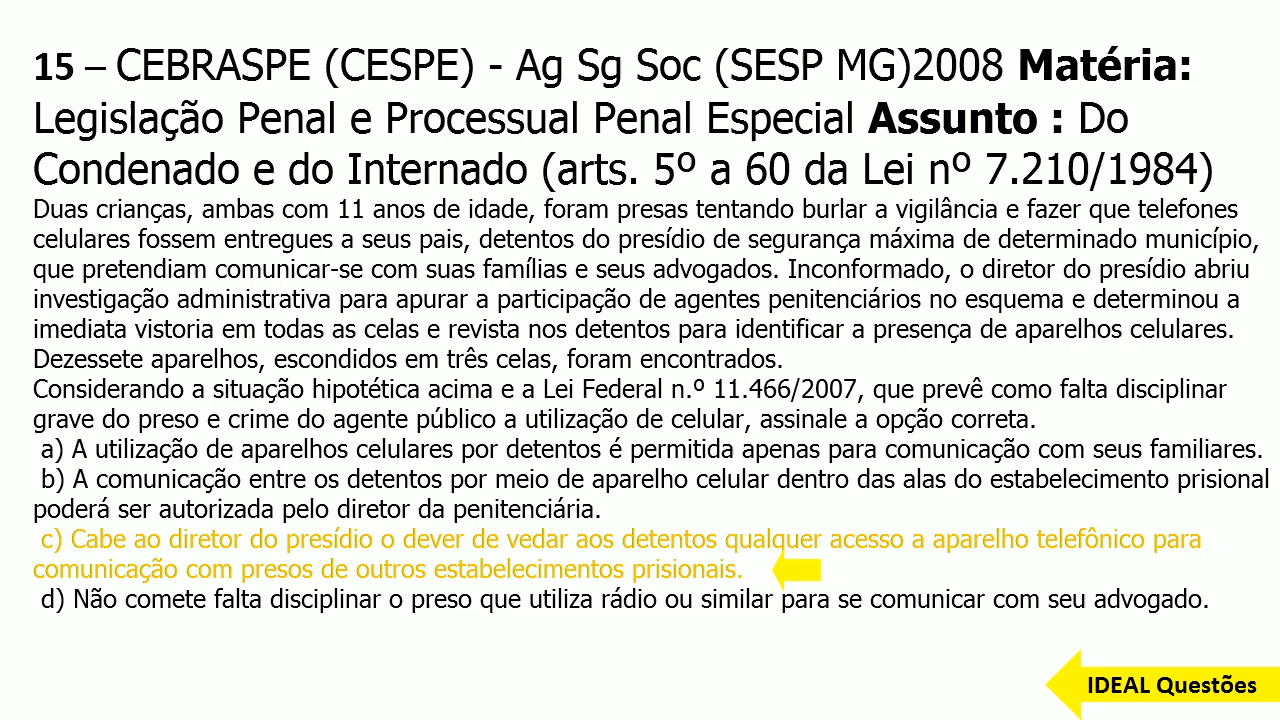 15 – CEBRASPE (CESPE) - Ag Sg Soc (SESP MG)2008 Matéria:
Legislação Penal e Processual Penal Especial Assunto : Do
Condenado e do Internado (arts. 5º a 60 da Lei nº 7.210/1984)
Duas crianças, ambas com 11 anos de idade, foram presas tentando burlar a vigilância e fazer que telefones
celulares fossem entregues a seus pais, detentos do presídio de segurança máxima de determinado município,
que pretendiam comunicar-se com suas famílias e seus advogados. Inconformado, o diretor do presídio abriu
investigação administrativa para apurar a participação de agentes penitenciários no esquema e determinou a
imediata vistoria em todas as celas e revista nos detentos para identificar a presença de aparelhos celulares.
Dezessete aparelhos, escondidos em três celas, foram encontrados.
Considerando a situação hipotética acima e a Lei Federal n.º 11.466/2007, que prevê como falta disciplinar
grave do preso e crime do agente público a utilização de celular, assinale a opção correta.
a) A utilização de aparelhos celulares por detentos é permitida apenas para comunicação com seus familiares.
b) A comunicação entre os detentos por meio de aparelho celular dentro das alas do estabelecimento prisional
poderá ser autorizada pelo diretor da penitenciária.
c) Cabe ao diretor do presídio o dever de vedar aos detentos qualquer acesso a aparelho telefônico para
comunicação com presos de outros estabelecimentos prisionais.
d) Não comete falta disciplinar o preso que utiliza rádio ou similar para se comunicar com seu advogado.
IDEAL Questões